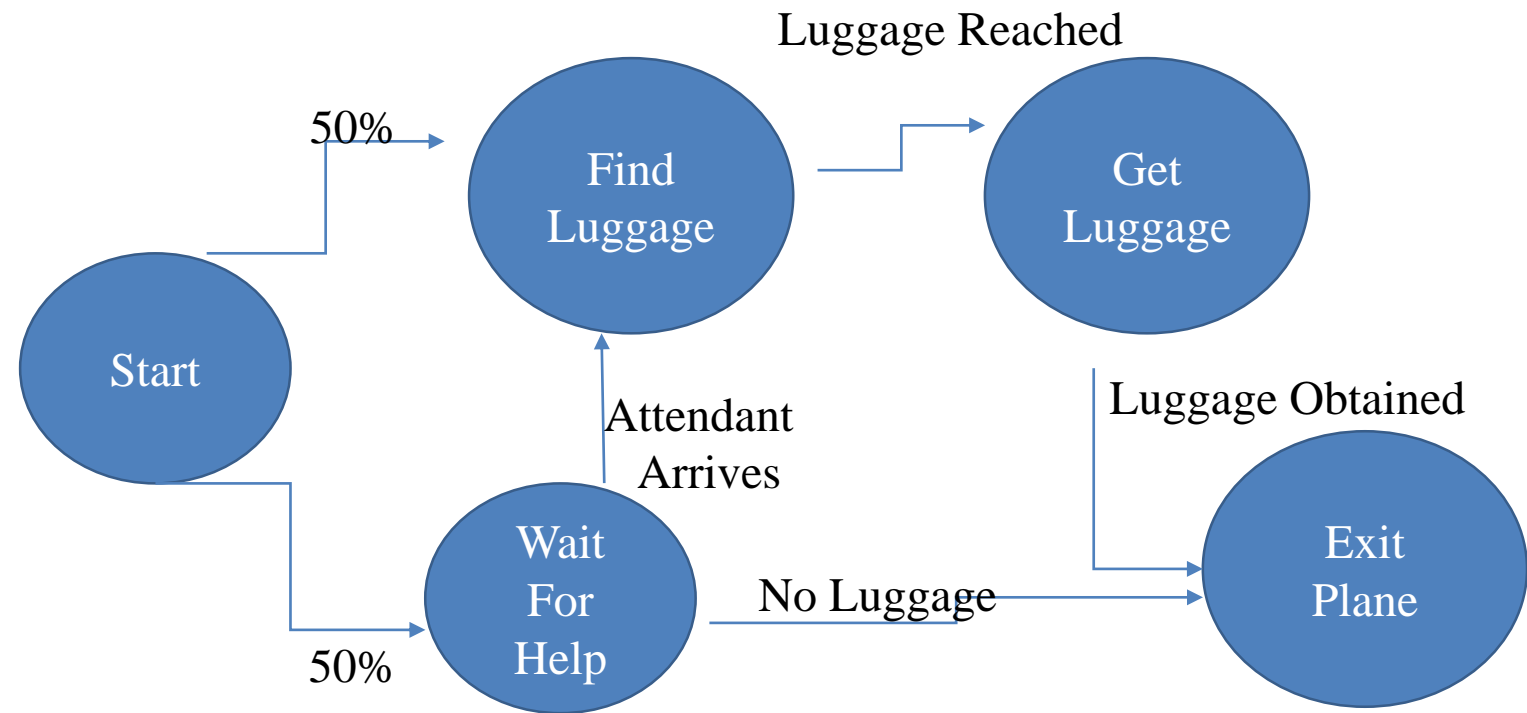 Luggage Reached
50%
Find
Luggage
Get
Luggage
Start
Attendant
Arrives
Luggage Obtained
Wait
For
Help
No Luggage
Exit
Plane
50%